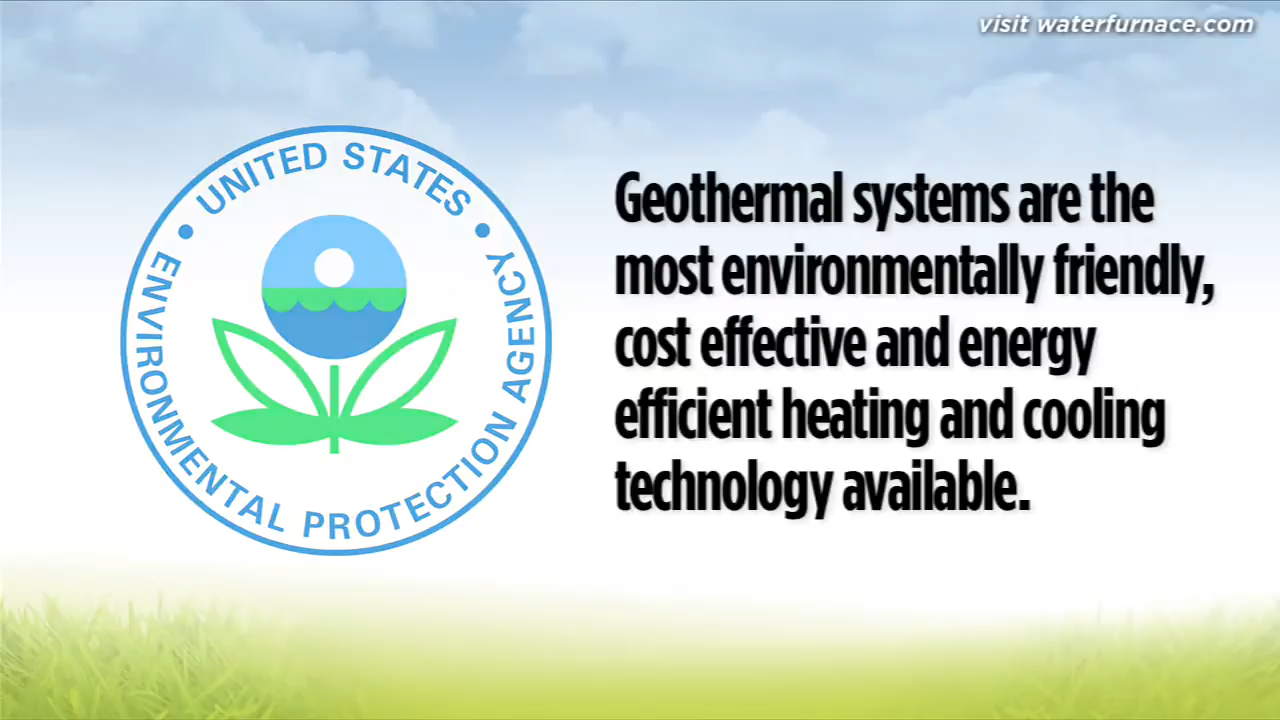 visit waterfurnace.com
UNITED STATES
ENVIRONMENTAL PROTECTION AGENCY
Geothermal systems are the
most environmentally friendly,
cost effective and energy
efficient heating and cooling
technology available.